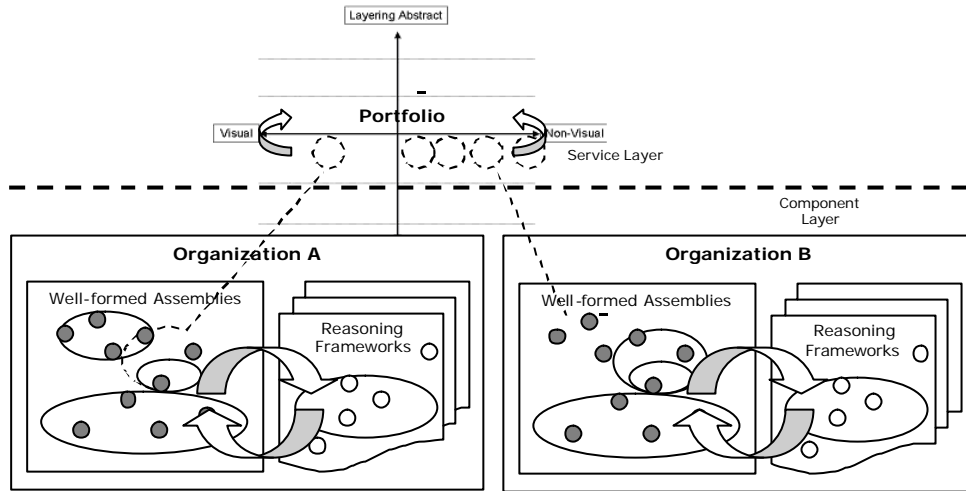 Layering Abstract
Portfolio
Visual
Non-Visual
Service Layer
Component
Layer
Organization A
Well-formed Assemblies
Reasoning
Frameworks
Organization B
Well-formed Assemblies
Reasoning
Frameworks